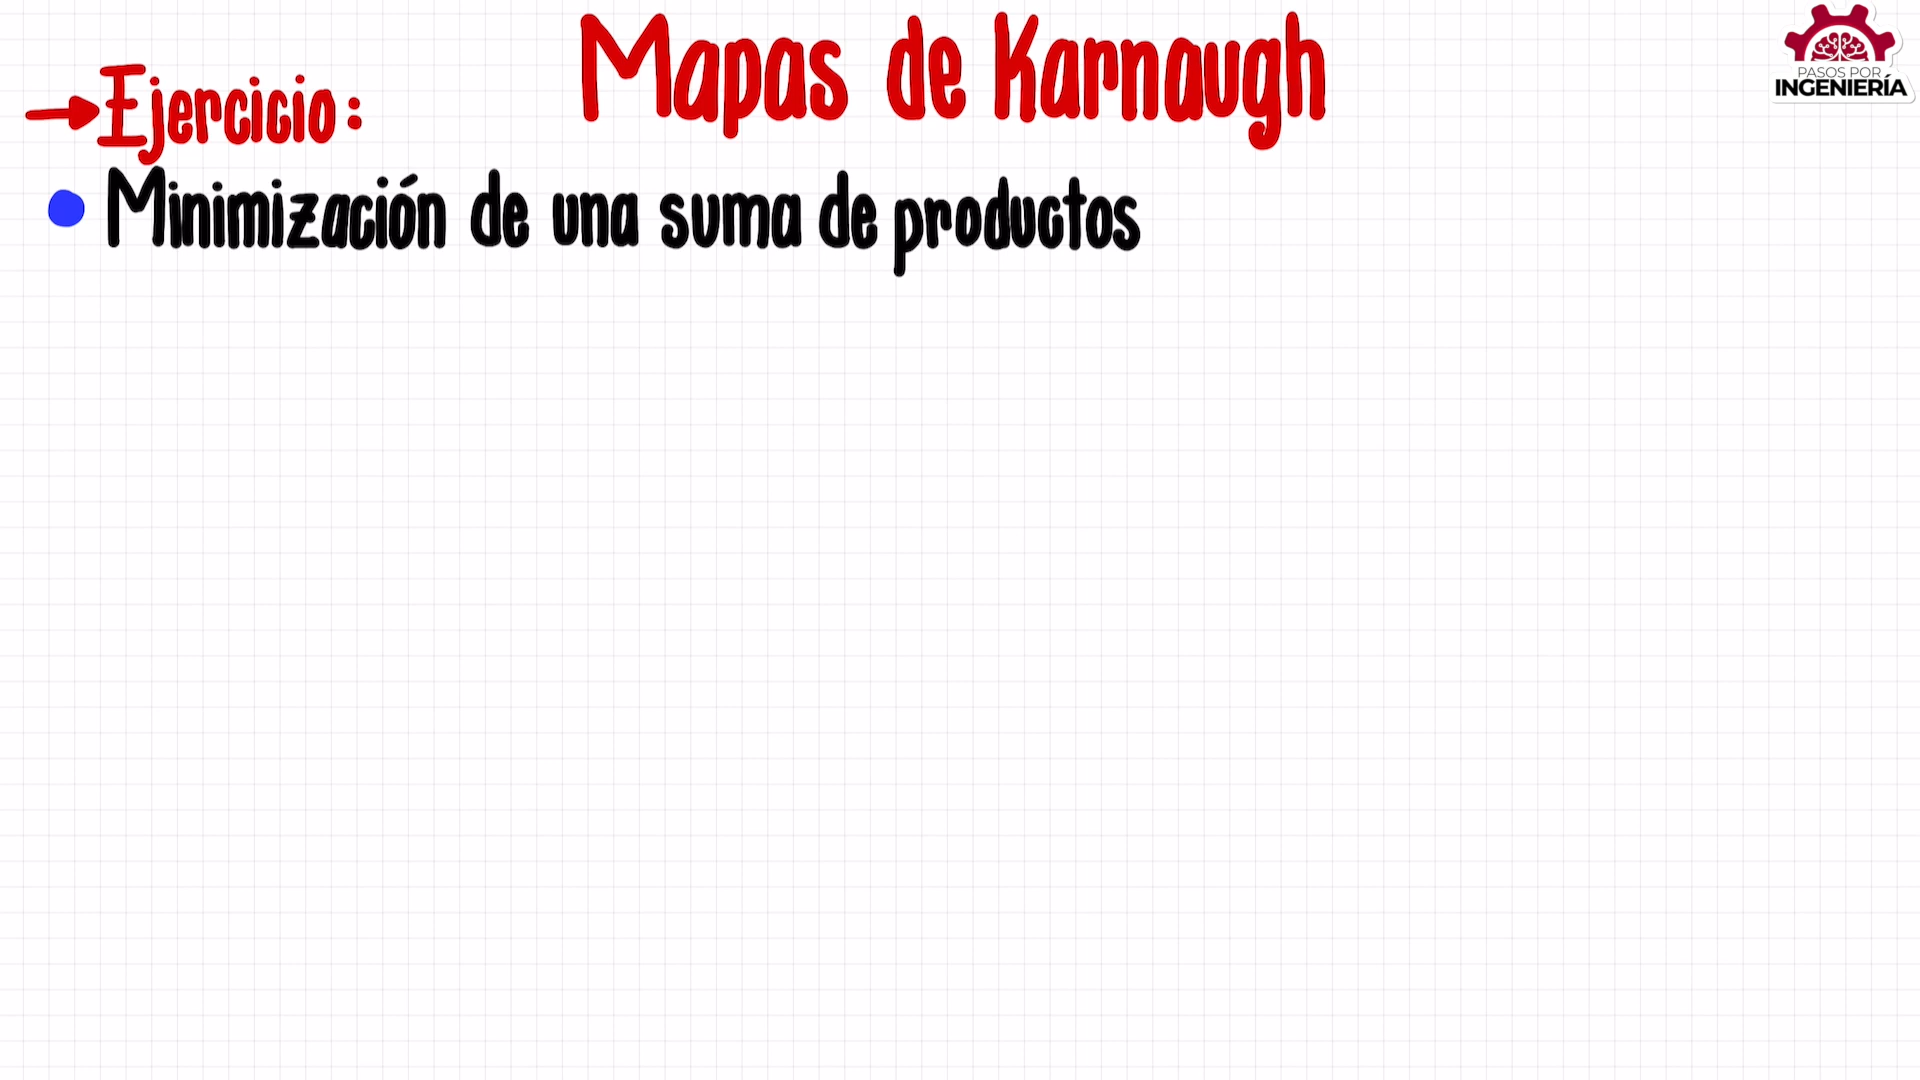 Mapas de Karnaugh
PASOS POR
INGENIERÍA
Ejercicio:
Minimización de una suma de productos